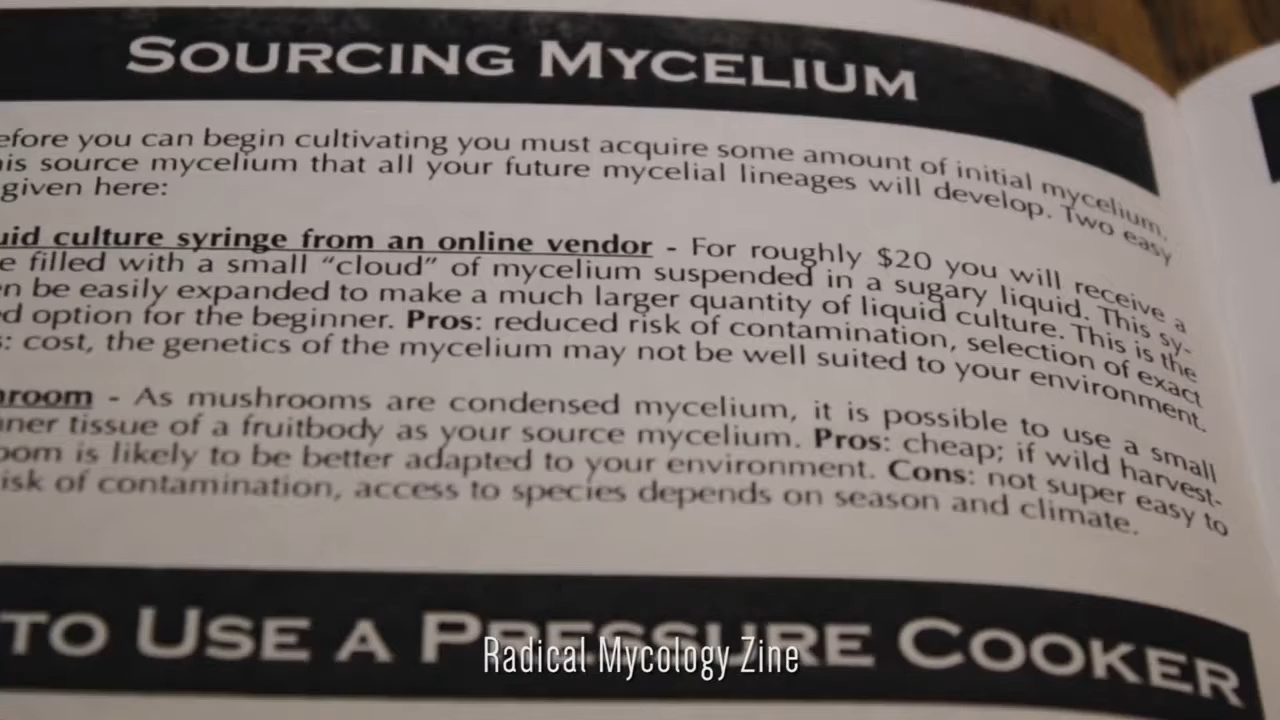 SOURCING MYCELIUM
efore you can begin cultivating you must acquire some amount of initial mycelium.
his source mycelium that all your future mycelial lineages will develop. Two easy
given here:
uid culture syringe from an online vendor - For roughly $20 you will receive a
e filled with a small “cloud” of mycelium suspended in a sugary liquid. This sy-
en be easily expanded to make a much larger quantity of liquid culture. This is the
ed option for the beginner. Pros: reduced risk of contamination, selection of exact
s: cost, the genetics of the mycelium may not be well suited to your environment.
hroom - As mushrooms are condensed mycelium, it is possible to use a small
nner tissue of a fruitbody as your source mycelium. Pros: cheap; if wild harvest-
oom is likely to be better adapted to your environment. Cons: not super easy to
isk of contamination, access to species depends on season and climate.
TO USE A PRESSURE COOKER
Radical Mycology Zine